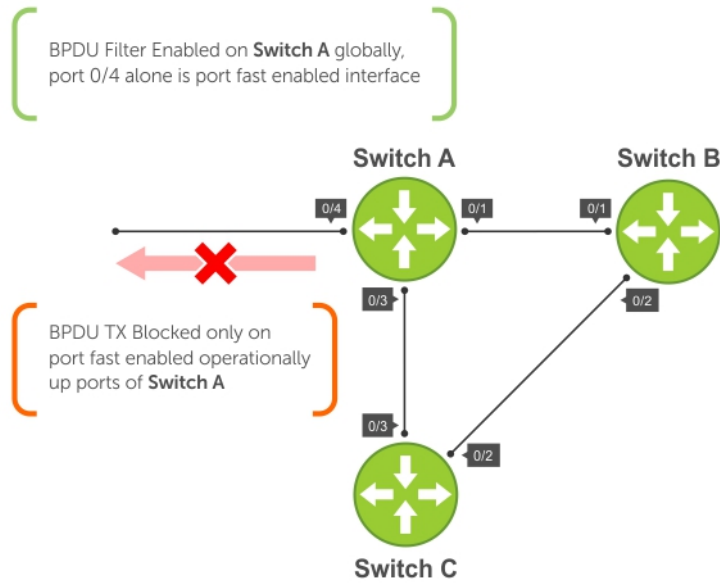 BPDU Filter Enabled on Switch A globally,
port 0/4 alone is port fast enabled interface
Switch A
Switch B
0/4
0/1
0/1
0/3
0/2
BPDU TX Blocked only on
port fast enabled operationally
up ports of Switch A
0/3
0/2
Switch C